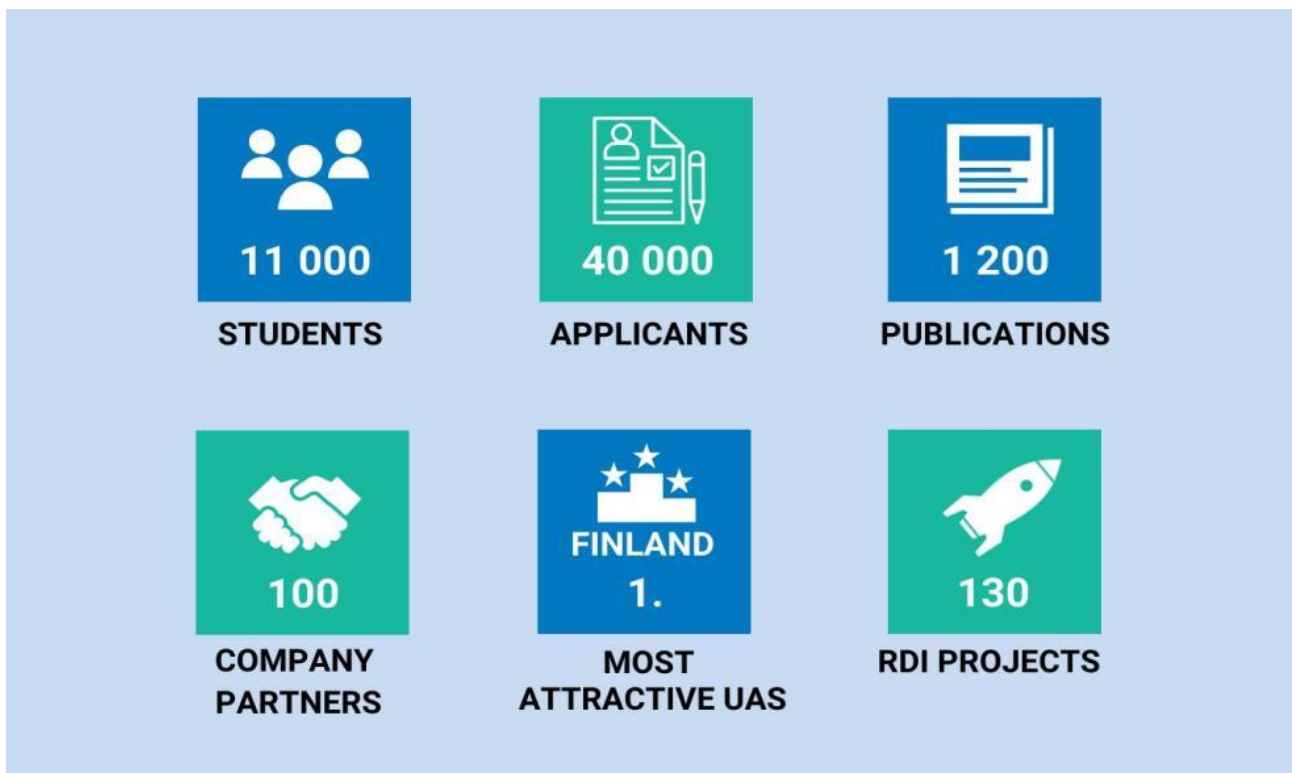 11 000
STUDENTS
40 000
APPLICANTS
1 200
PUBLICATIONS
100
COMPANY
PARTNERS
FINLAND
1.
MOST
ATTRACTIVE UAS
130
RDI PROJECTS